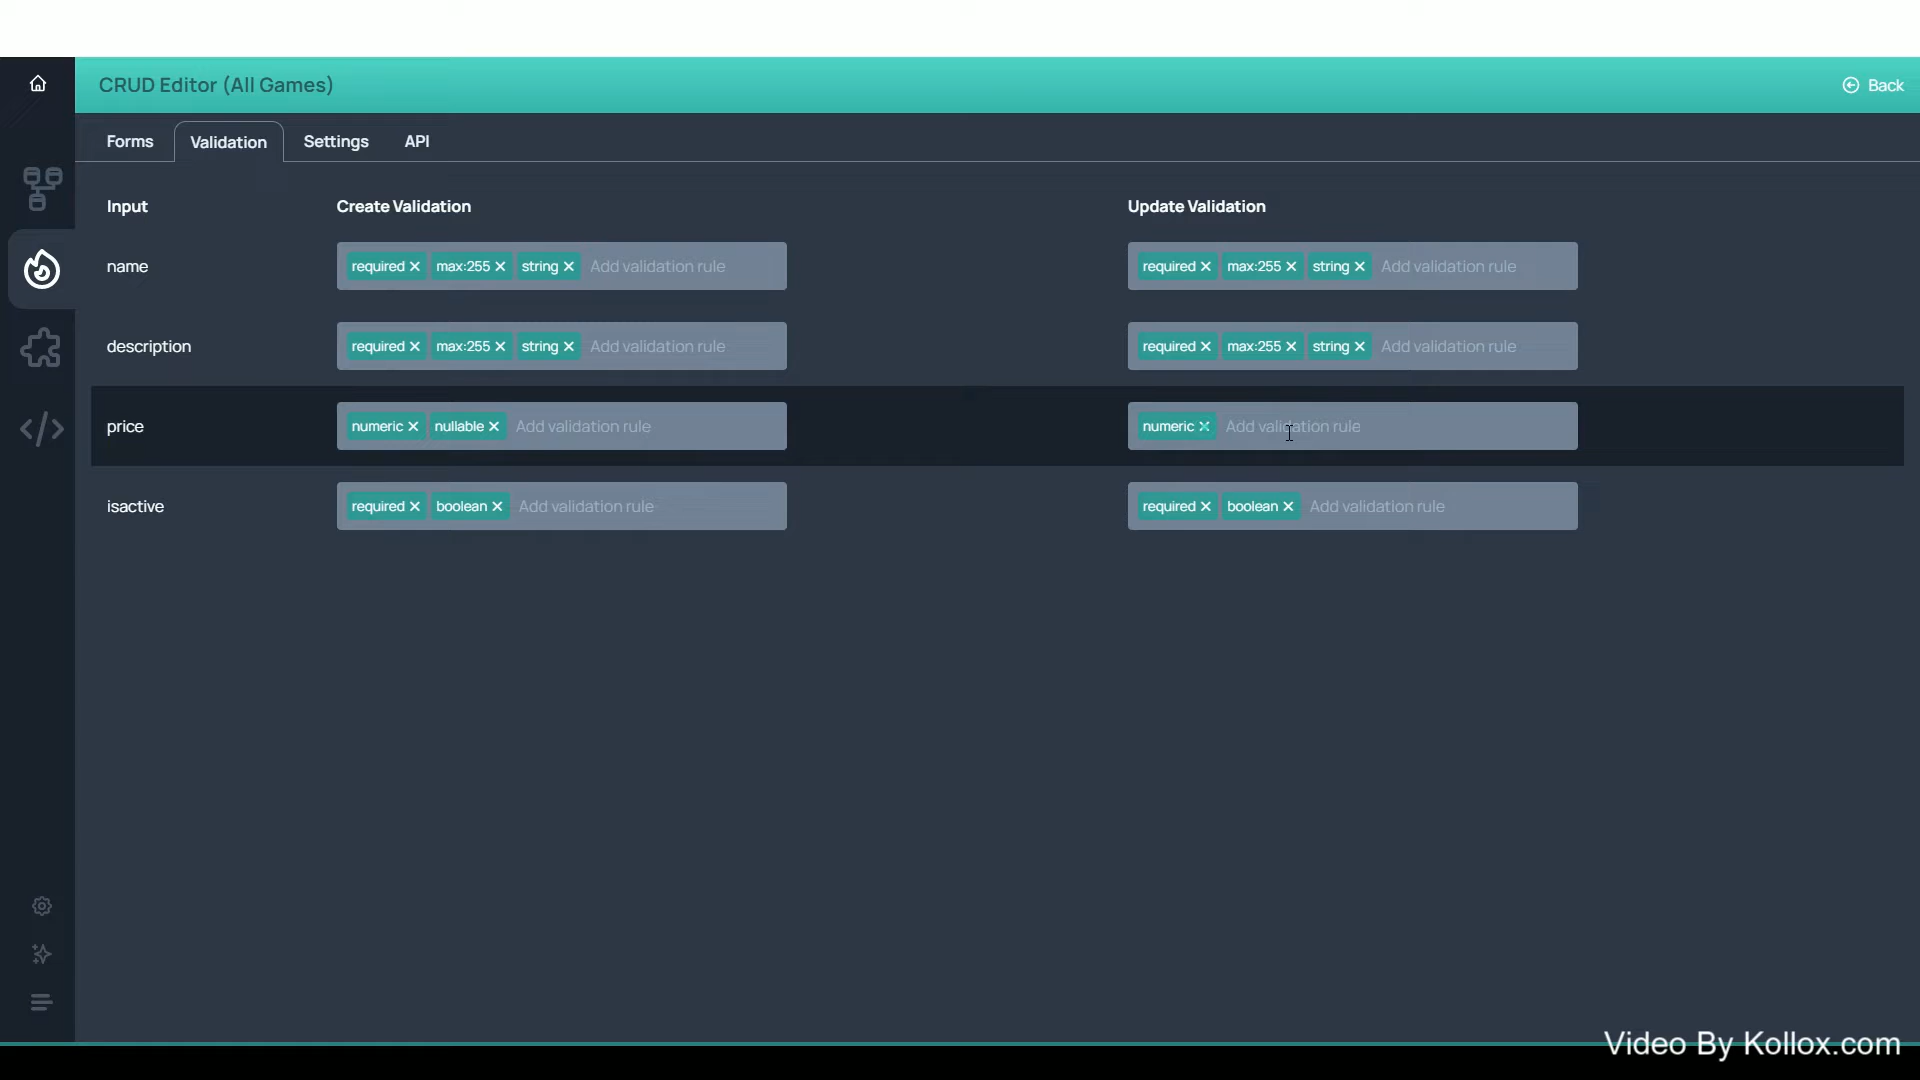 CRUD Editor (All Games)
Back
Forms Validation Settings API
Input Create Validation Update Validation
name required max:255 string Add validation rule required max:255 string Add validation rule
description required max:255 string Add validation rule required max:255 string Add validation rule
price numeric nullable Add validation rule numeric Add validation rule
isactive required boolean Add validation rule required boolean Add validation rule
Video By Kollox.com